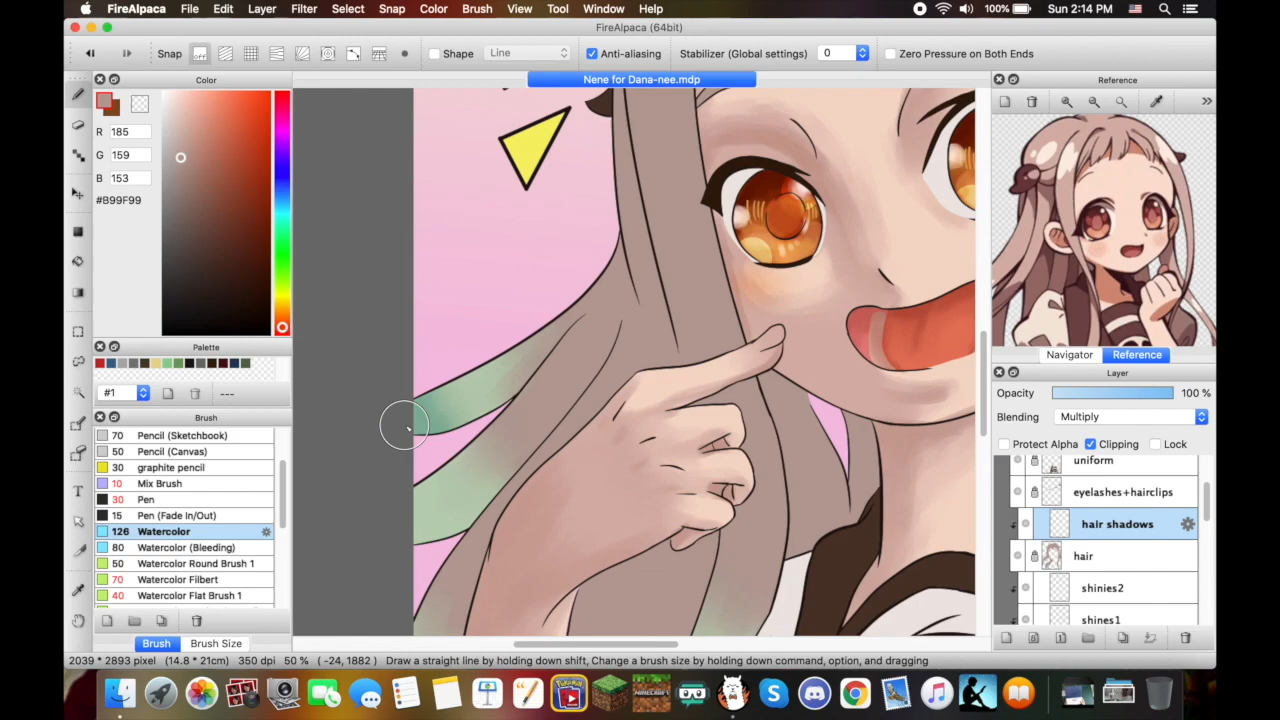 FireAlpaca File Edit Layer Filter Select Snap Color Brush View Tool Window Help 100% Sun 2:14 PM
FireAlpaca (64bit)
Snap off Shape Line Anti-aliasing Stabilizer (Global settings) 0 Zero Pressure on Both Ends
Color Nene for Dana-nee.mdp Reference
R 185
G 159
B 153
#B99F99
Navigator Reference
Palette
Layer
#1 ---
Opacity 100 %
Brush
Blending Multiply
70 Pencil (Sketchbook)
50 Pencil (Canvas)
Protect Alpha Clipping Lock
30 graphite pencil
uniform
10 Mix Brush
eyelashes+hairclips
30 Pen
15 Pen (Fade In/Out)
hair shadows
126 Watercolor
80 Watercolor (Bleeding)
hair
50 Watercolor Round Brush 1
70 Watercolor Filbert
shinies2
40 Watercolor Flat Brush 1
shines1
Brush Brush Size
2039 * 2893 pixel (14.8 * 21cm) 350 dpi 50 % ( -24, 1882 ) Draw a straight line by holding down shift, Change a brush size by holding down command, option, and dragging